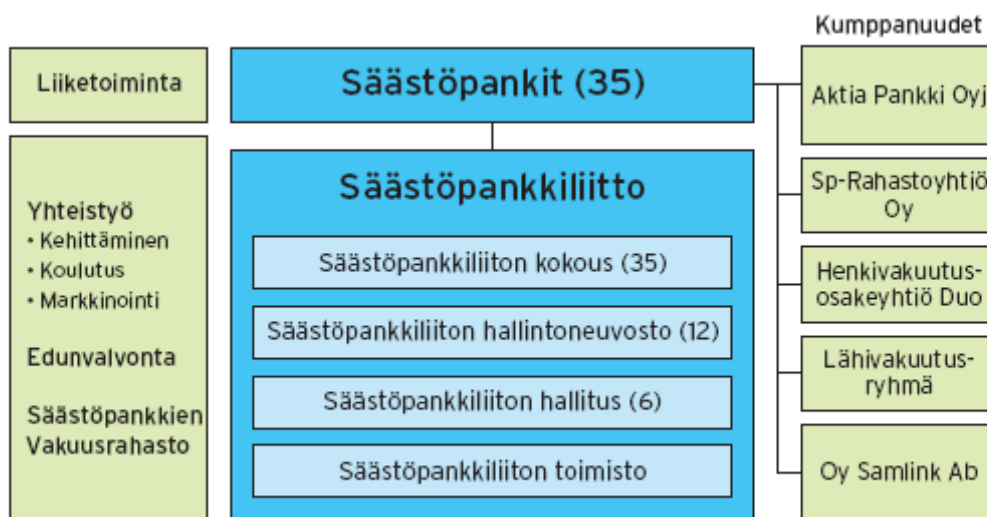 Liiketoiminta
Yhteistyö
• Kehittäminen
• Koulutus
• Markkinointi
Edunvalvonta
Säästöpankkien
Vakuusrahasto
Säästöpankit (35)
Säästöpankkiliitto
Säästöpankkiliiton kokous (35)
Säästöpankkiliiton hallintoneuvosto (12)
Säästöpankkiliiton hallitus (6)
Säästöpankkiliiton toimisto
Kumppanuudet
Aktia Pankki Oyj
Sp-Rahastoyhtiö
Oy
Henkivakuutus-
osakeyhtiö Duo
Lähivakuutus-
ryhmä
Oy Samlink Ab